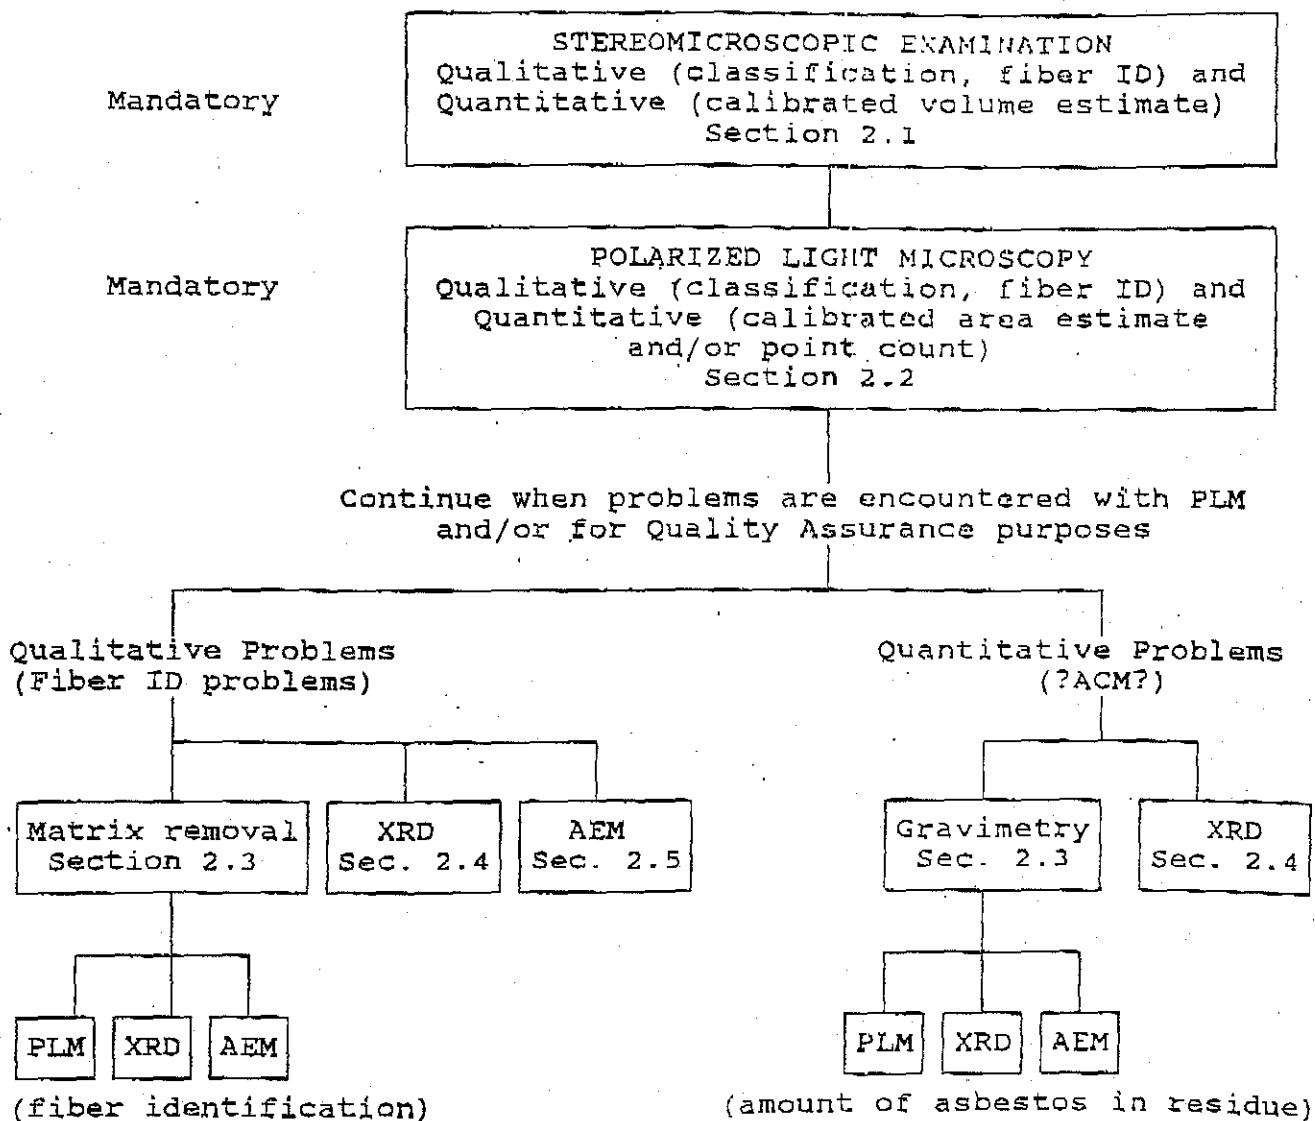 STEREOMICROSCOPIC EXAMINATION
Qualitative (classification, fiber ID) and
Quantitative (calibrated volume estimate)
Section 2.1
Mandatory
POLARIZED LIGHT MICROSCOPY
Qualitative (classification, fiber ID) and
Quantitative (calibrated area estimate
and/or point count)
Section 2.2
Mandatory
Continue when problems are encountered with PLM
and/or for Quality Assurance purposes
Qualitative Problems
(Fiber ID problems)
Quantitative Problems
(?ACM?)
Matrix removal
Section 2.3
XRD
Sec. 2.4
AEM
Sec. 2.5
Gravimetry
Sec. 2.3
XRD
Sec. 2.4
PLM
XRD
AEM
(fiber identification)
PLM
XRD
AEM
(amount of asbestos in residue)